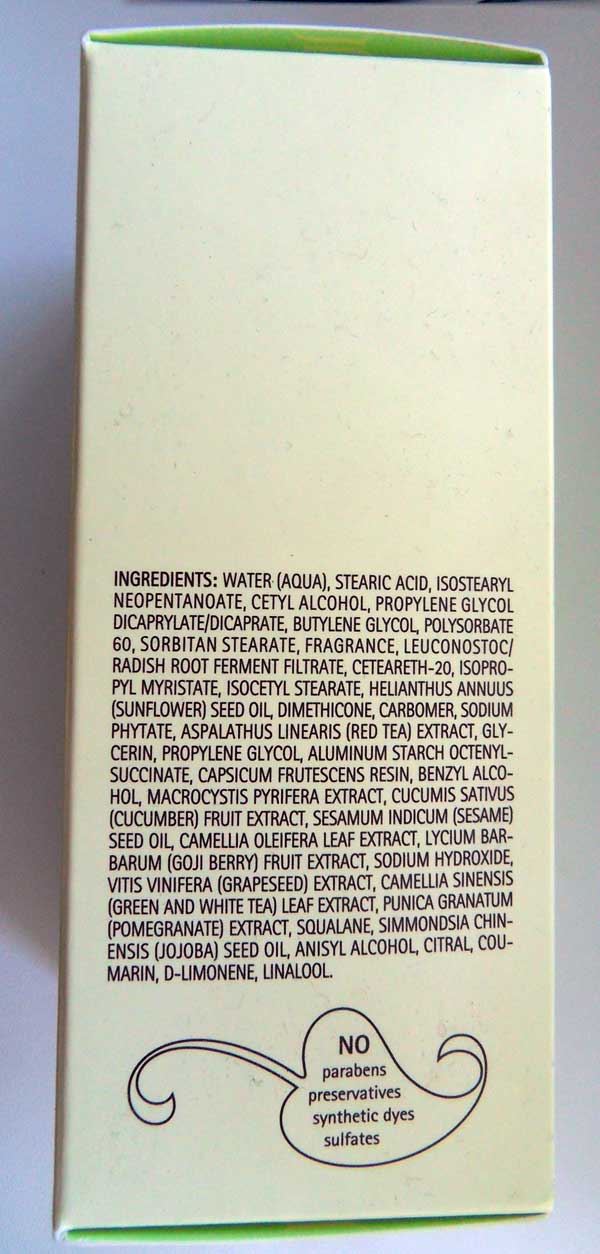 INGREDIENTS: WATER (AQUA), STEARIC ACID, ISOSTEARYL
NEOPENTANOATE, CETYL ALCOHOL, PROPYLENE GLYCOL
DICAPRYLATE/DICAPRATE, BUTYLENE GLYCOL, POLYSORBATE
60, SORBITAN STEARATE, FRAGRANCE, LEUCONOSTOC/
RADISH ROOT FERMENT FILTRATE, CETEARETH-20, ISOPRO-
PYL MYRISTATE, ISOCETYL STEARATE, HELIANTHUS ANNUUS
(SUNFLOWER) SEED OIL, DIMETHICONE, CARBOMER, SODIUM
PHYTATE, ASPALATHUS LINEARIS (RED TEA) EXTRACT, GLY-
CERIN, PROPYLENE GLYCOL, ALUMINUM STARCH OCTENYL-
SUCCINATE, CAPSICUM FRUTESCENS RESIN, BENZYL ALCO-
HOL, MACROCYSTIS PYRIFERA EXTRACT, CUCUMIS SATIVUS
(CUCUMBER) FRUIT EXTRACT, SESAMUM INDICUM (SESAME)
SEED OIL, CAMELLIA OLEIFERA LEAF EXTRACT, LYCIUM BAR-
BARUM (GOJI BERRY) FRUIT EXTRACT, SODIUM HYDROXIDE,
VITIS VINIFERA (GRAPESEED) EXTRACT, CAMELLIA SINENSIS
(GREEN AND WHITE TEA) LEAF EXTRACT, PUNICA GRANATUM
(POMEGRANATE) EXTRACT, SQUALANE, SIMMONDSIA CHIN-
ENSIS (JOJOBA) SEED OIL, ANISYL ALCOHOL, CITRAL, COU-
MARIN, D-LIMONENE, LINALOOL.
NO
parabens
preservatives
synthetic dyes
sulfates